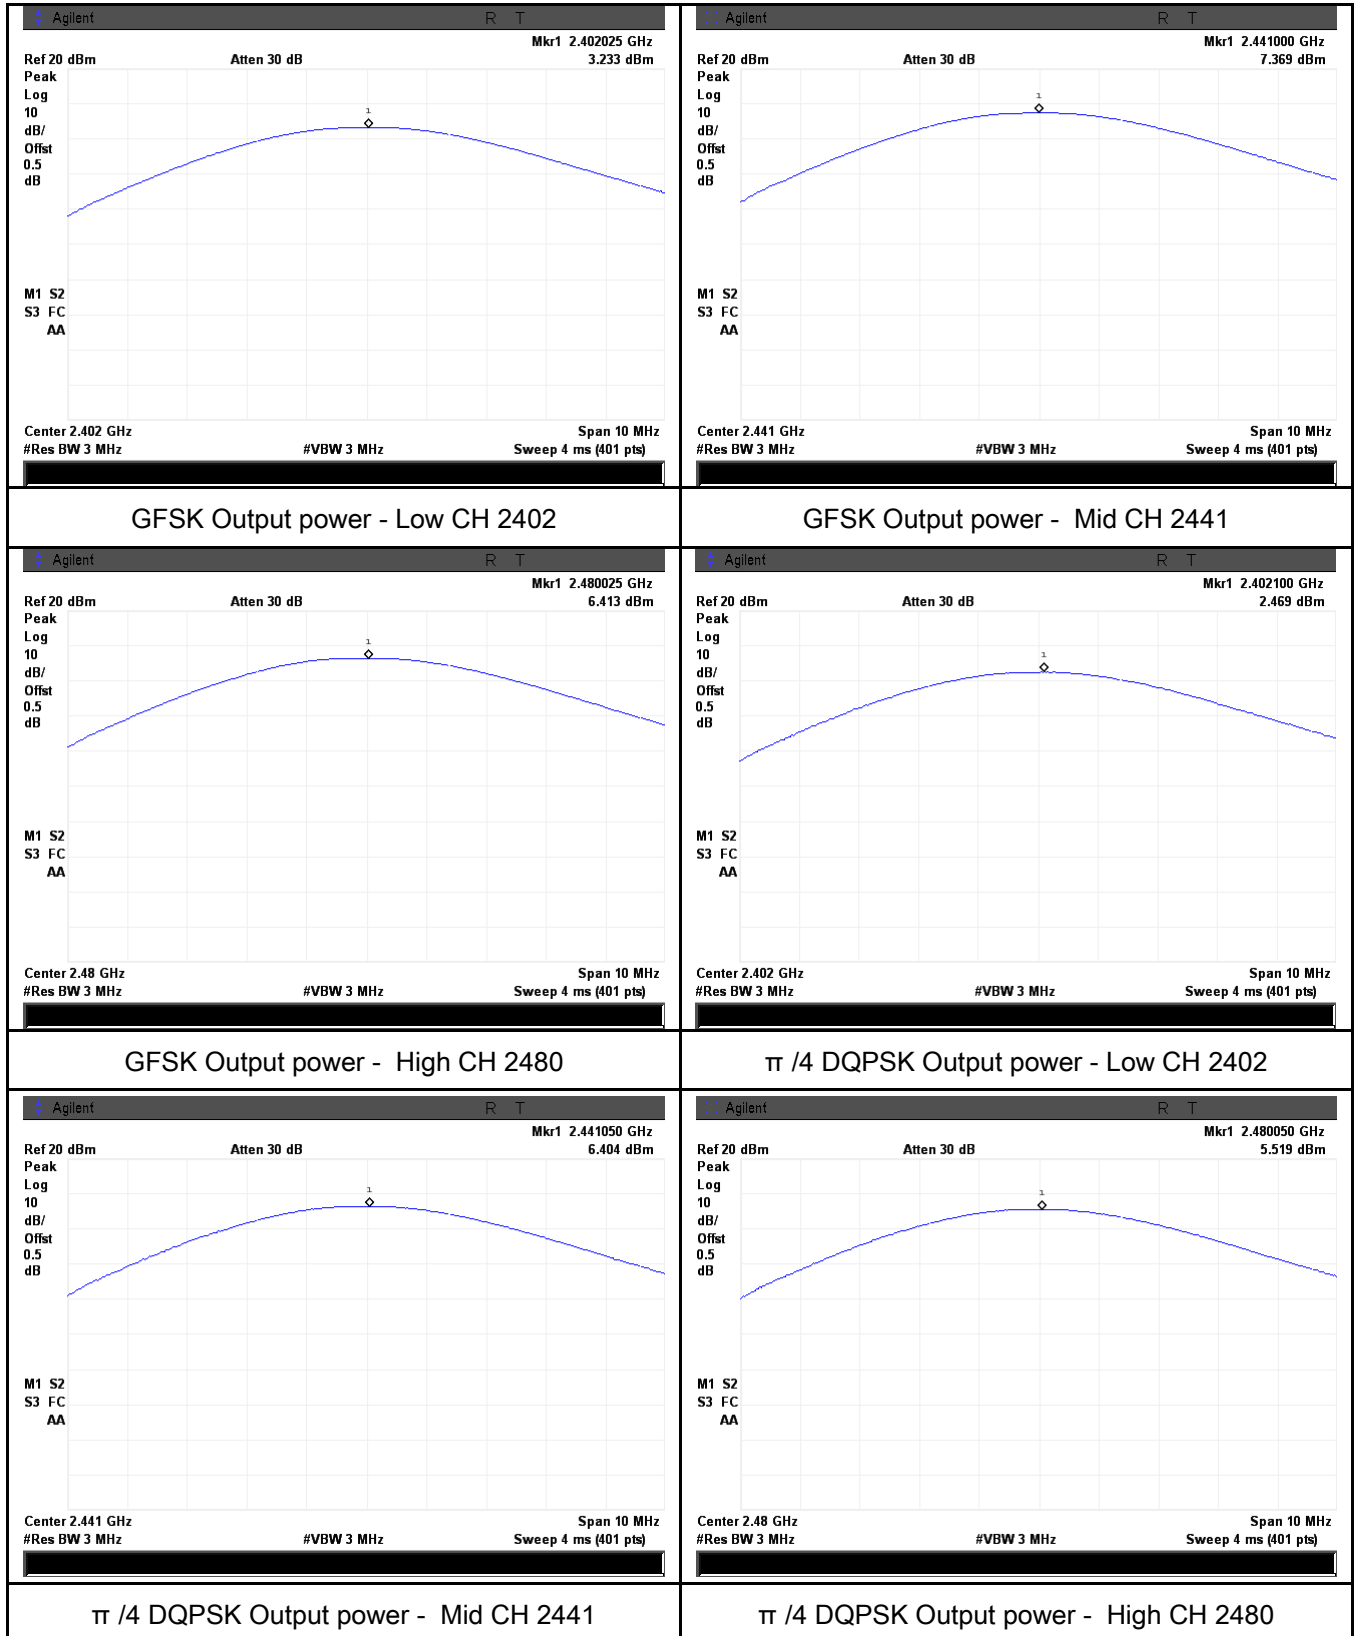 Agilent R T
Mkr1 2.402025 GHz
Ref 20 dBm Atten 30 dB 3.233 dBm
Peak
Log
10
dB/
Offst
0.5
dB
1
M1 S2
S3 FC
AA
Center 2.402 GHz Span 10 MHz
#Res BW 3 MHz #VBW 3 MHz Sweep 4 ms (401 pts)
GFSK Output power - Low CH 2402
Agilent R T
Mkr1 2.441000 GHz
Ref 20 dBm Atten 30 dB 7.369 dBm
Peak
Log
10
dB/
Offst
0.5
dB
1
M1 S2
S3 FC
AA
Center 2.441 GHz Span 10 MHz
#Res BW 3 MHz #VBW 3 MHz Sweep 4 ms (401 pts)
GFSK Output power - Mid CH 2441
Agilent R T
Mkr1 2.480025 GHz
Ref 20 dBm Atten 30 dB 6.413 dBm
Peak
Log
10
dB/
Offst
0.5
dB
1
M1 S2
S3 FC
AA
Center 2.48 GHz Span 10 MHz
#Res BW 3 MHz #VBW 3 MHz Sweep 4 ms (401 pts)
GFSK Output power - High CH 2480
Agilent R T
Mkr1 2.402100 GHz
Ref 20 dBm Atten 30 dB 2.469 dBm
Peak
Log
10
dB/
Offst
0.5
dB
1
M1 S2
S3 FC
AA
Center 2.402 GHz Span 10 MHz
#Res BW 3 MHz #VBW 3 MHz Sweep 4 ms (401 pts)
π /4 DQPSK Output power - Low CH 2402
Agilent R T
Mkr1 2.441050 GHz
Ref 20 dBm Atten 30 dB 6.404 dBm
Peak
Log
10
dB/
Offst
0.5
dB
1
M1 S2
S3 FC
AA
Center 2.441 GHz Span 10 MHz
#Res BW 3 MHz #VBW 3 MHz Sweep 4 ms (401 pts)
π /4 DQPSK Output power - Mid CH 2441
Agilent R T
Mkr1 2.480050 GHz
Ref 20 dBm Atten 30 dB 5.519 dBm
Peak
Log
10
dB/
Offst
0.5
dB
1
M1 S2
S3 FC
AA
Center 2.48 GHz Span 10 MHz
#Res BW 3 MHz #VBW 3 MHz Sweep 4 ms (401 pts)
π /4 DQPSK Output power - High CH 2480